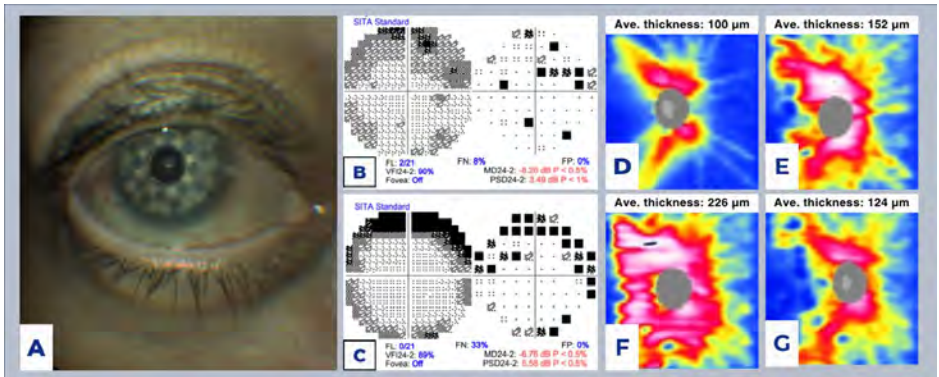 A
SITA Standard
FL: 2/21
FN: 8%
FP: 0%
VFI24-2: 90%
MD24-2: -8.20 dB P < 0.5%
Fovea: Off
PSD24-2: 3.49 dB P < 1%
B
SITA Standard
FL: 0/21
FN: 33%
FP: 0%
VFI24-2: 89%
MD24-2: -6.76 dB P < 0.5%
Fovea: Off
PSD24-2: 5.56 dB P < 0.5%
C
Ave. thickness: 100 µm
D
Ave. thickness: 152 µm
E
Ave. thickness: 226 µm
F
Ave. thickness: 124 µm
G